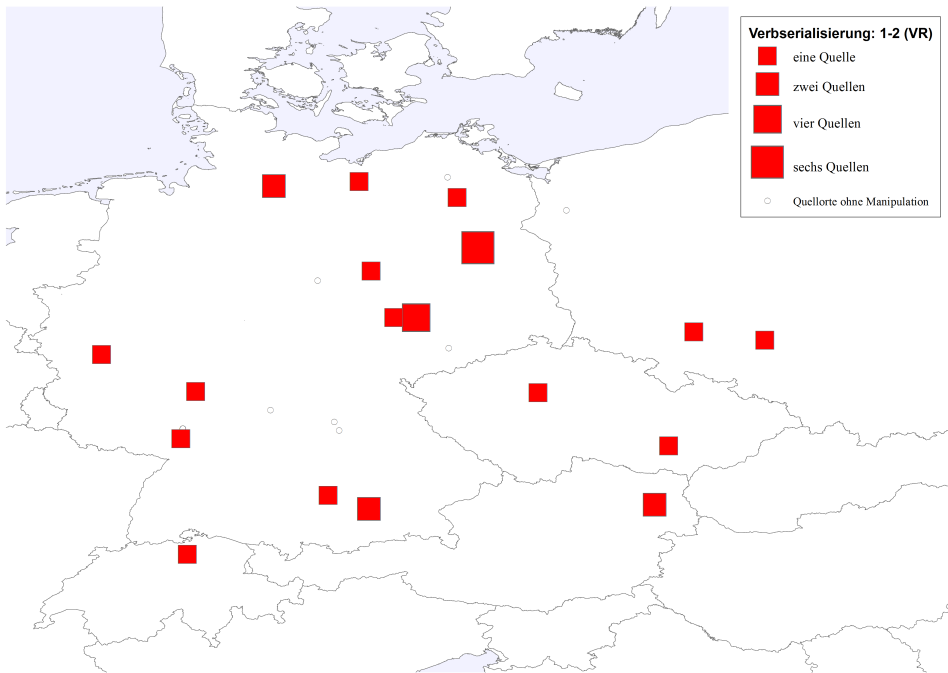 Verbserialisierung: 1-2 (VR)
eine Quelle
zwei Quellen
vier Quellen
sechs Quellen
Quellorte ohne Manipulation